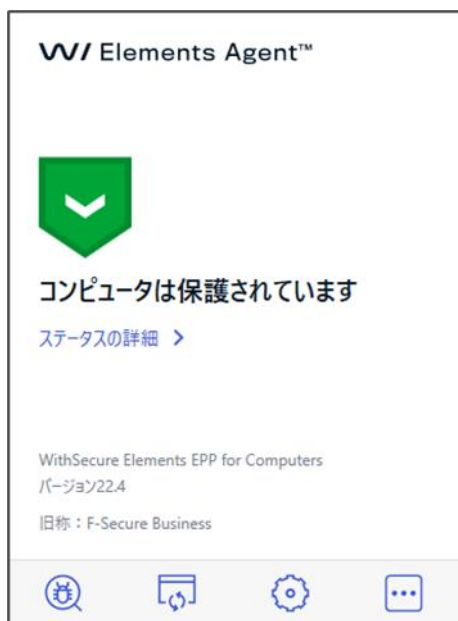 W/ Elements Agent™
コンピュータは保護されています
ステータスの詳細 >
WithSecure Elements EPP for Computers
バージョン22.4
旧称：F-Secure Business